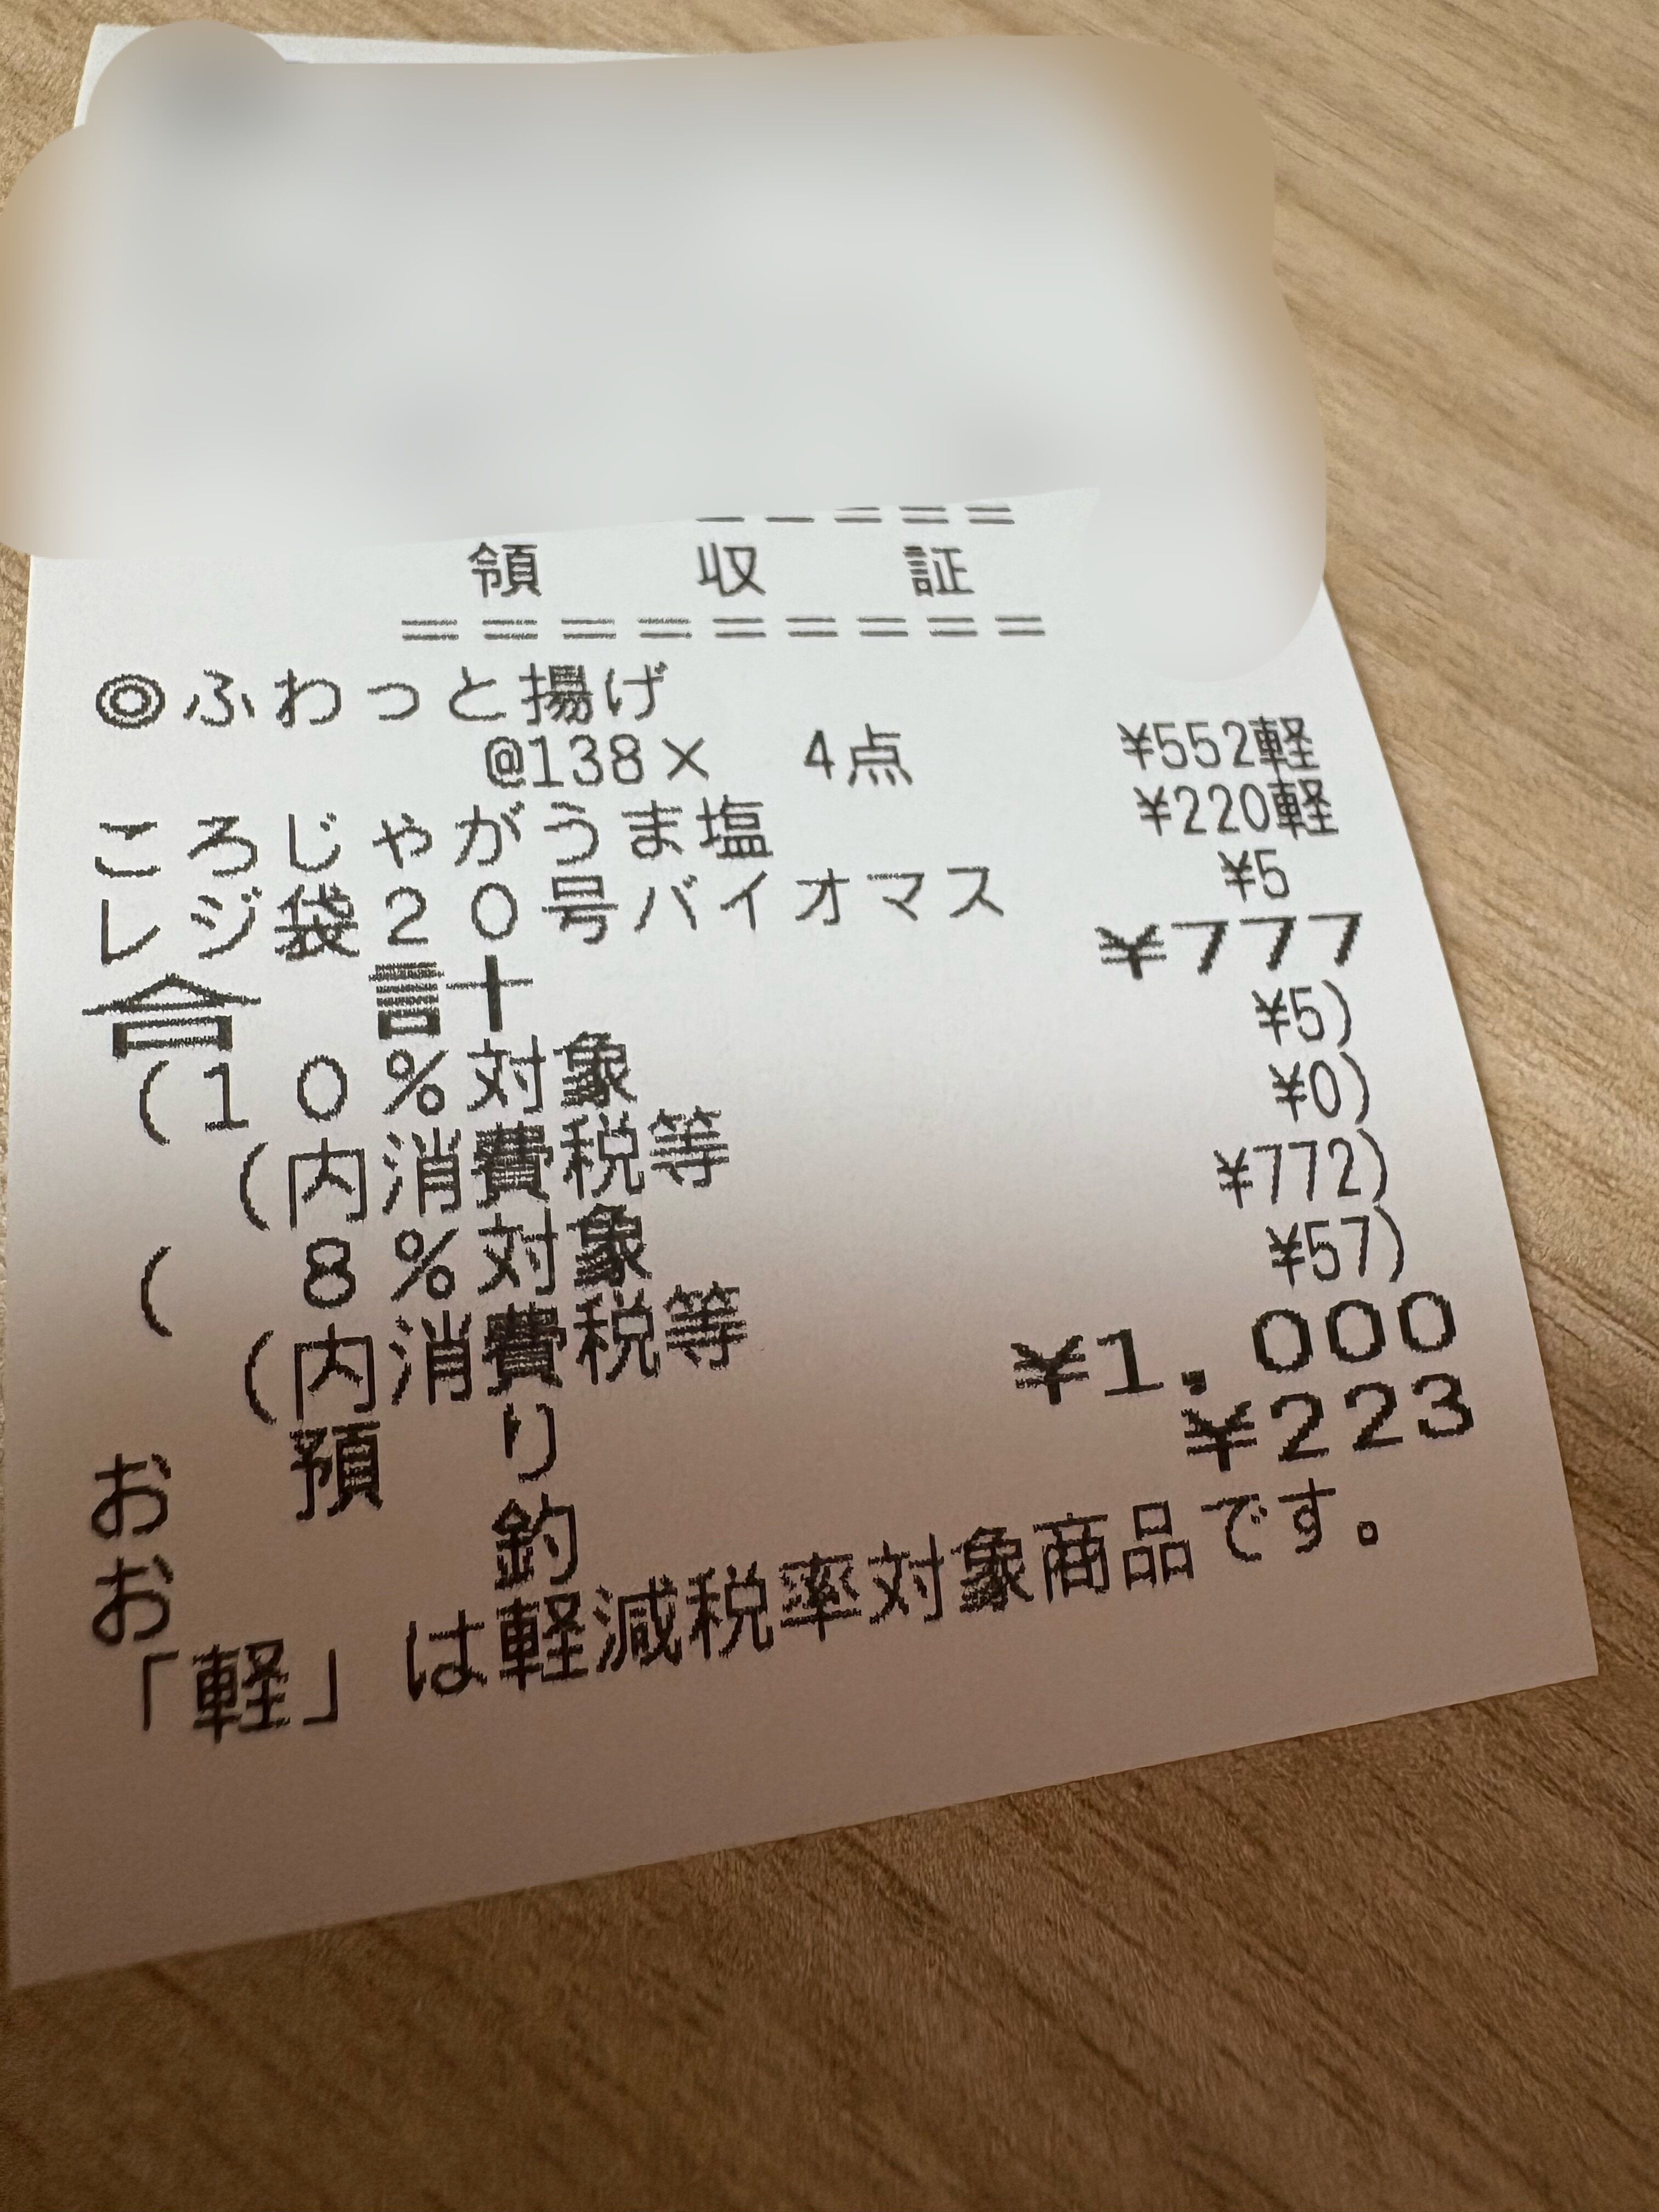 ＝＝＝＝＝
領　収　証
＝＝＝＝＝＝＝＝＝
◎ふわっと揚げ
@138×　4点　¥552軽
ころじゃがうま塩　¥220軽
レジ袋20号バイオマス　¥5
合　計　¥777
(10%対象　¥5)
(内消費税等　¥0)
(　8%対象　¥772)
(内消費税等　¥57)
お　預　り　¥1.000
お　　釣　¥223
「軽」は軽減税率対象商品です。